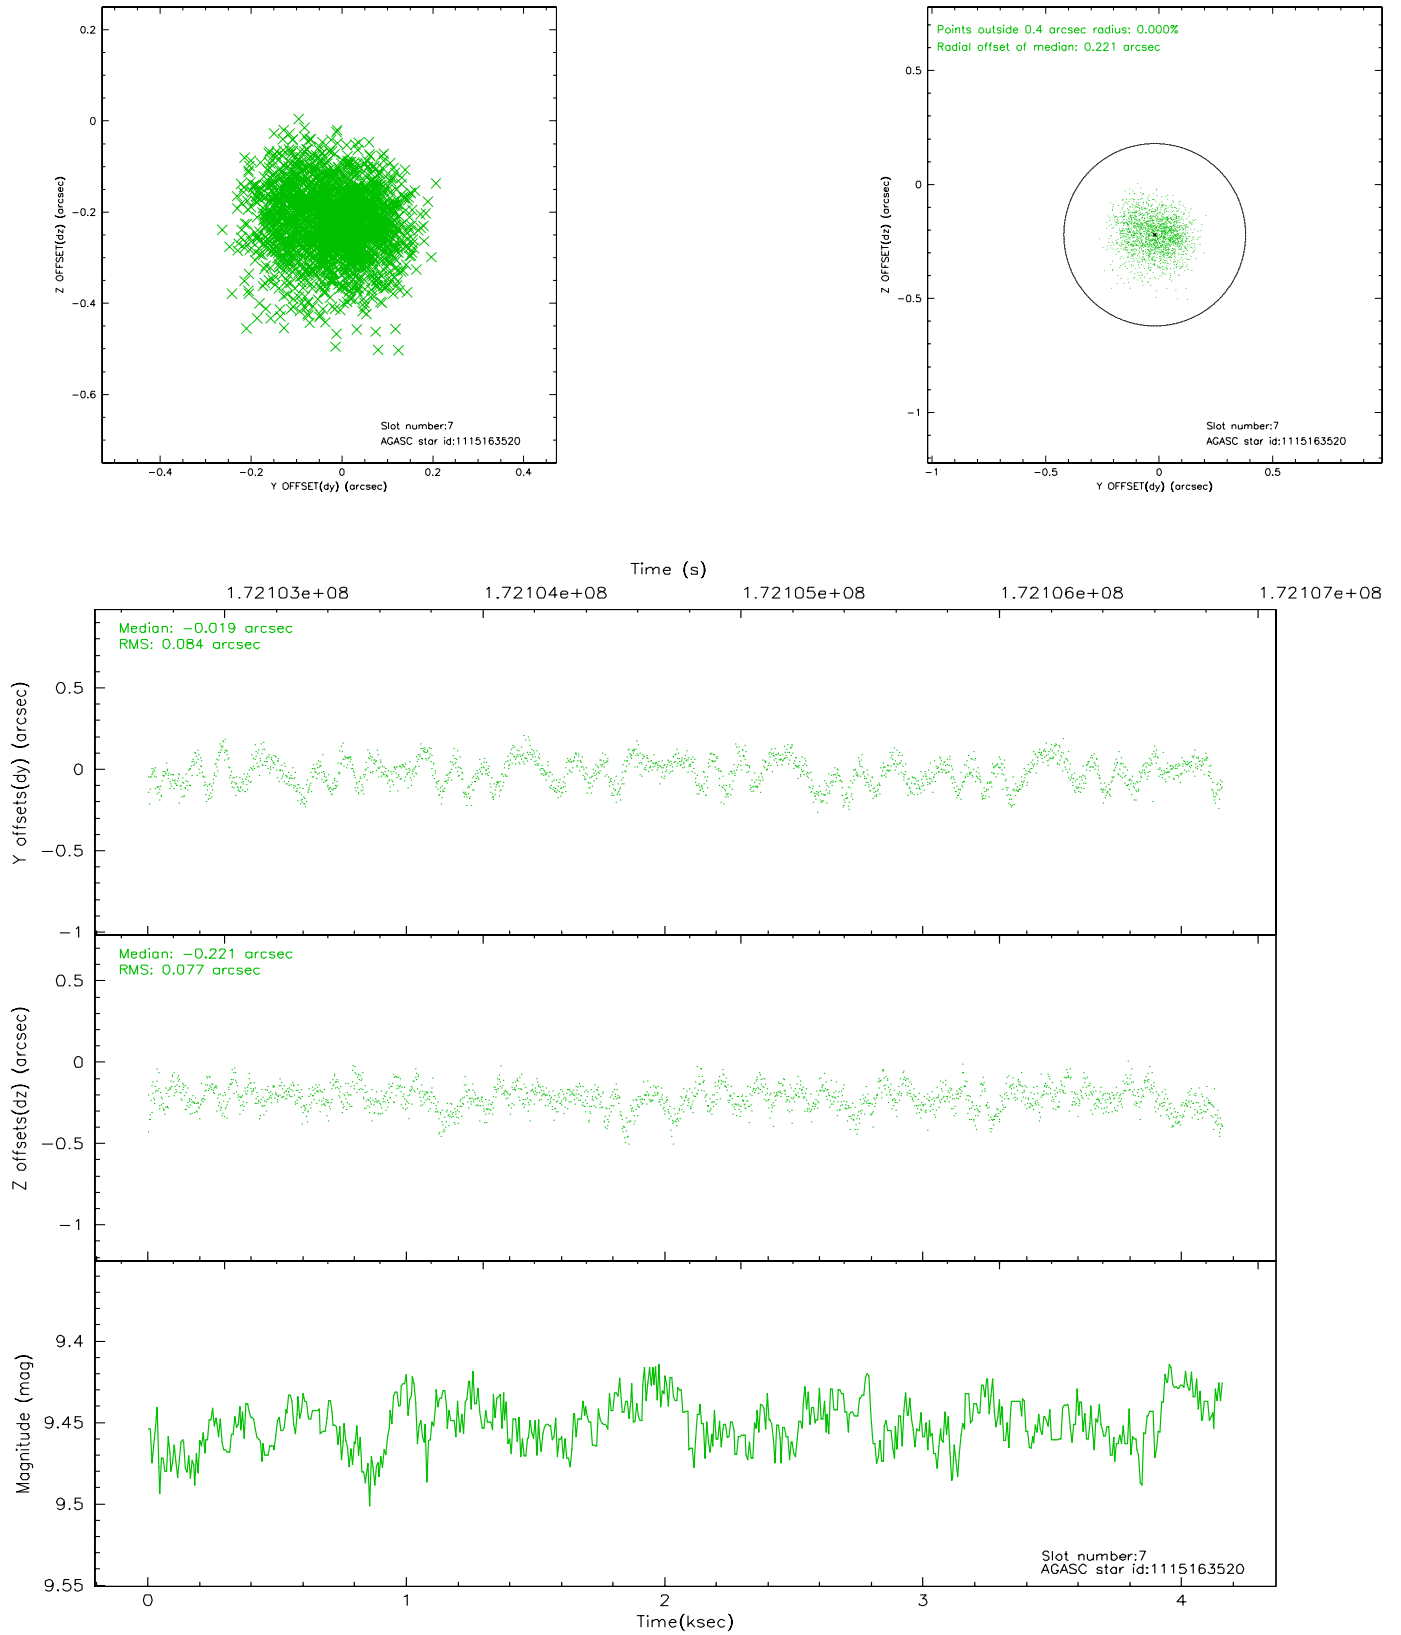 0.2
0
−0.2
−0.4
−0.6
Z OFFSET(dz) (arcsec)
Slot number:7
AGASC star id:1115163520
−0.4
−0.2
0
0.2
0.4
Y OFFSET(dy) (arcsec)
Points outside 0.4 arcsec radius: 0.000%
Radial offset of median: 0.221 arcsec
0.5
0
−0.5
−1
Z OFFSET(dz) (arcsec)
Slot number:7
AGASC star id:1115163520
−1
−0.5
0
0.5
Y OFFSET(dy) (arcsec)
Time (s)
1.72103e+08
1.72104e+08
1.72105e+08
1.72106e+08
1.72107e+08
Median: −0.019 arcsec
RMS: 0.084 arcsec
0.5
0
−0.5
−1
Y offsets(dy) (arcsec)
Median: −0.221 arcsec
RMS: 0.077 arcsec
0.5
0
−0.5
−1
Z offsets(dz) (arcsec)
9.4
9.45
9.5
9.55
Magnitude (mag)
Slot number:7
AGASC star id:1115163520
0
1
2
3
4
Time(ksec)